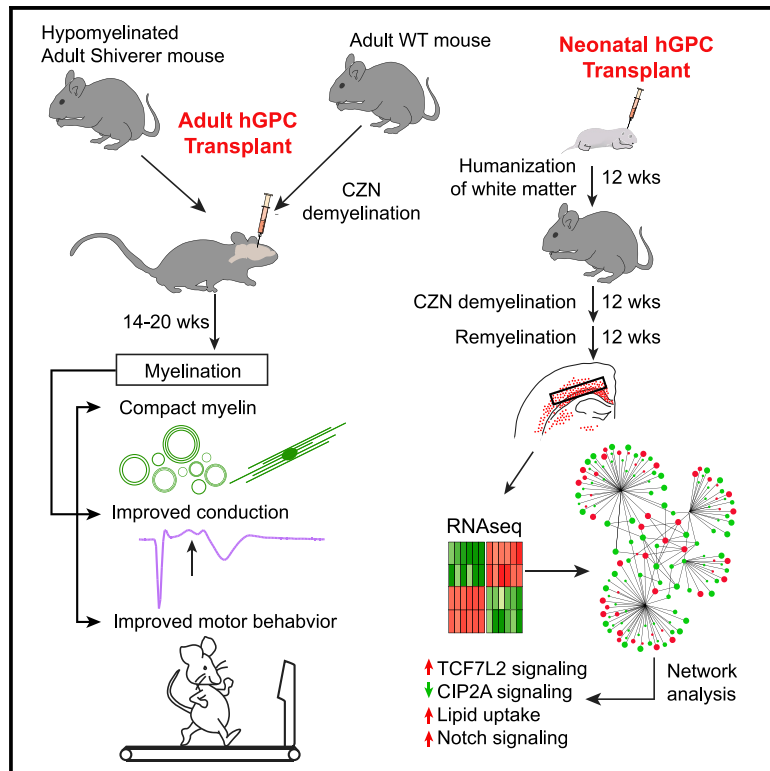 Hypomyelinated
Adult Shiverer mouse
Adult WT mouse
Adult hGPC
Transplant
CZN
demyelination
14-20 wks
Myelination
Compact myelin
Improved conduction
Improved motor behabvior
Neonatal hGPC
Transplant
Humanization
of white matter
12 wks
CZN demyelination
12 wks
Remyelination
12 wks
RNAseq
Network
analysis
TCF7L2 signaling
CIP2A signaling
Lipid uptake
Notch signaling